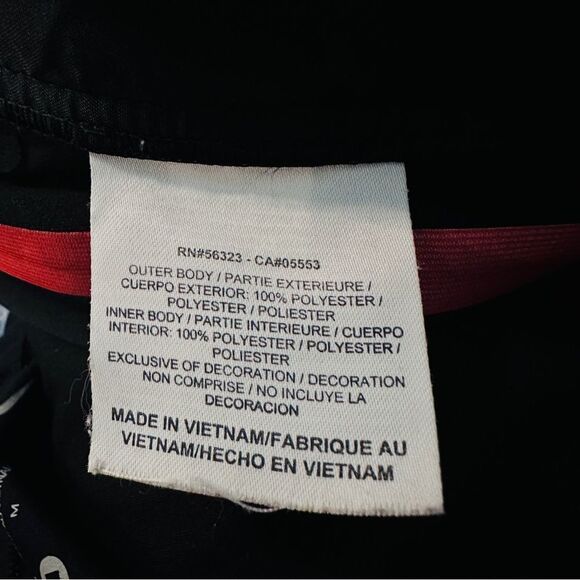 RN#56323 - CA#05553
OUTER BODY / PARTIE EXTERIEURE /
CUERPO EXTERIOR: 100% POLYESTER /
POLYESTER / POLIESTER
INNER BODY / PARTIE INTERIEURE / CUERPO
INTERIOR: 100% POLYESTER / POLYESTER /
POLIESTER
EXCLUSIVE OF DECORATION / DECORATION
NON COMPRISE / NO INCLUYE LA
DECORACION
MADE IN VIETNAM/FABRIQUE AU
VIETNAM/HECHO EN VIETNAM
M